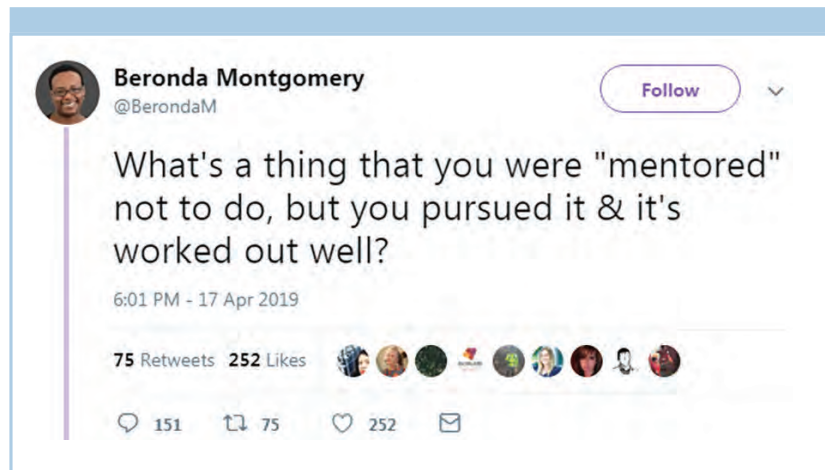 Beronda Montgomery
@BerondaM
Follow
What's a thing that you were "mentored"
not to do, but you pursued it & it's
worked out well?
6:01 PM - 17 Apr 2019
75 Retweets 252 Likes
151 75 252